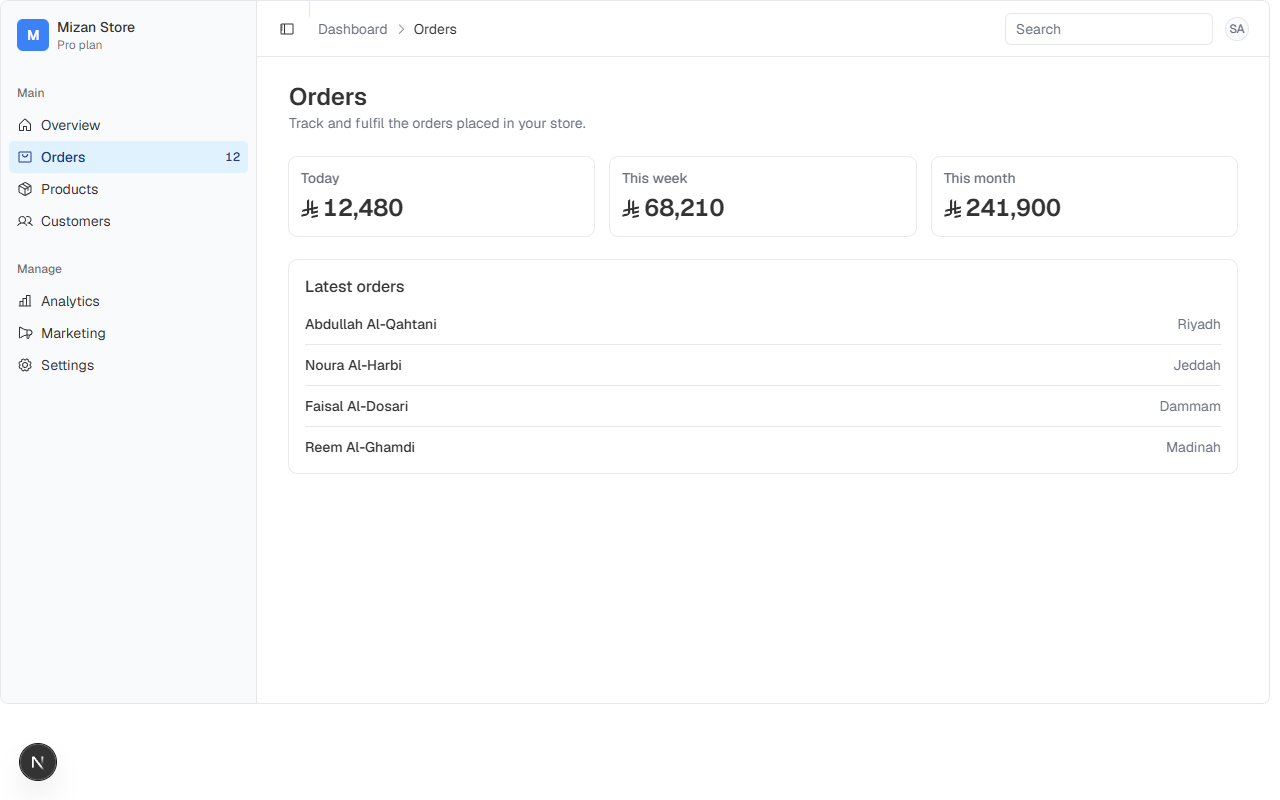 M
Mizan Store
Pro plan
Main
Overview
Orders 12
Products
Customers
Manage
Analytics
Marketing
Settings
Dashboard > Orders
Search
SA
Orders
Track and fulfil the orders placed in your store.
Today
⃁ 12,480
This week
⃁ 68,210
This month
⃁ 241,900
Latest orders
Abdullah Al-Qahtani Riyadh
Noura Al-Harbi Jeddah
Faisal Al-Dosari Dammam
Reem Al-Ghamdi Madinah
N